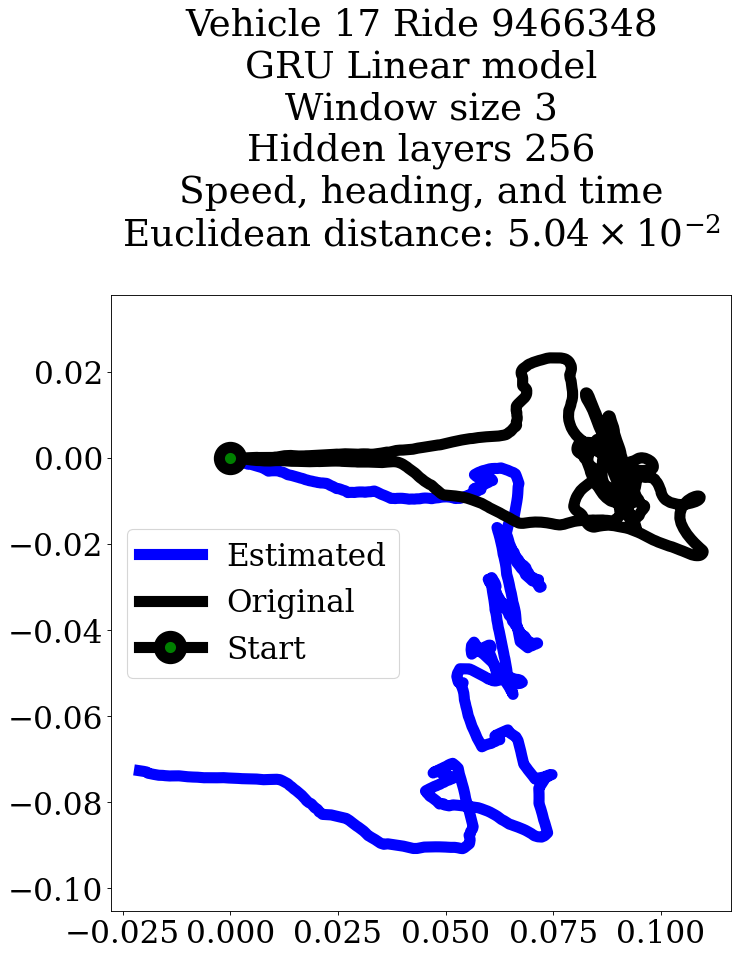 Vehicle 17 Ride 9466348
GRU Linear model
Window size 3
Hidden layers 256
Speed, heading, and time
Euclidean distance: 5.04 × 10⁻²
0.02
0.00
−0.02
−0.04
−0.06
−0.08
−0.10
Estimated
Original
Start
−0.025 0.000 0.025 0.050 0.075 0.100